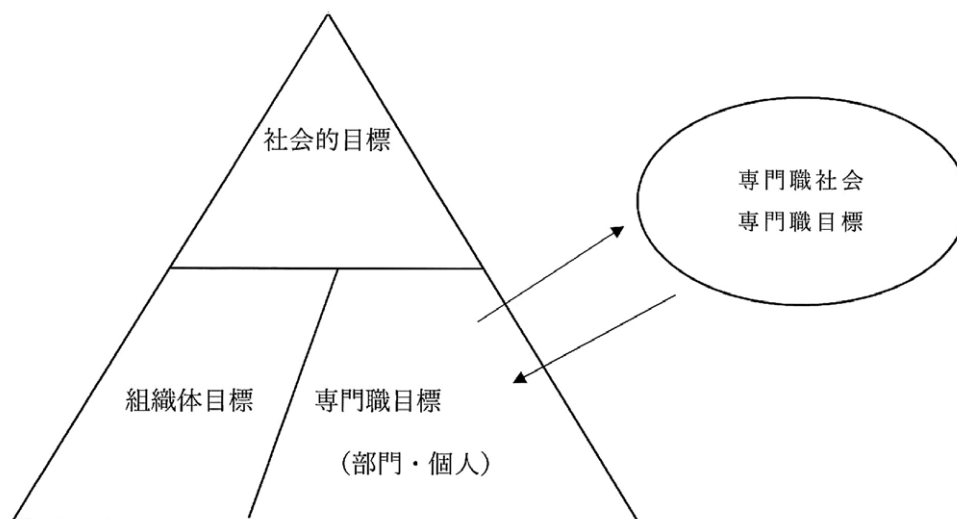 社会的目標
専門職社会
専門職目標
組織体目標
専門職目標
（部門・個人）